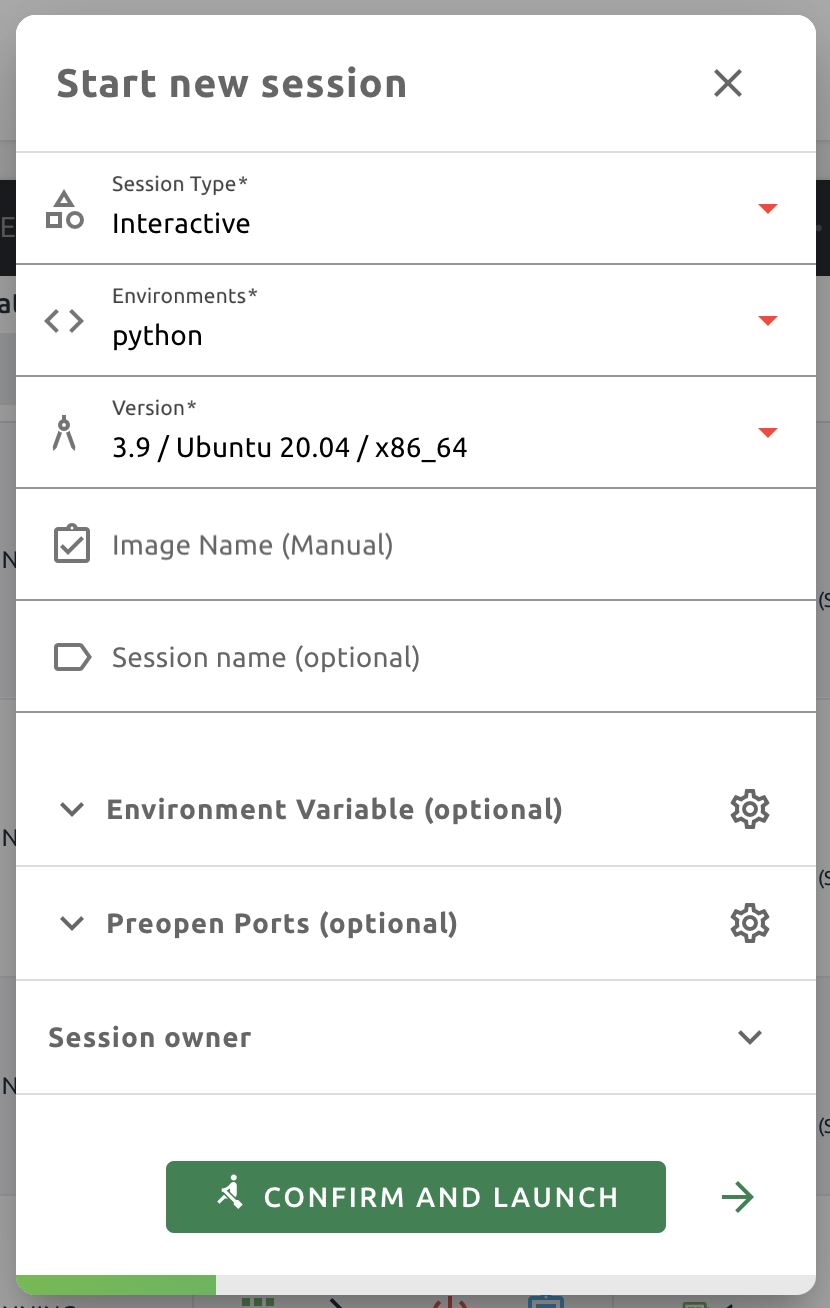 Start new session
Session Type*
Interactive
Environments*
python
Version*
3.9 / Ubuntu 20.04 / x86_64
Image Name (Manual)
Session name (optional)
Environment Variable (optional)
Preopen Ports (optional)
Session owner
CONFIRM AND LAUNCH